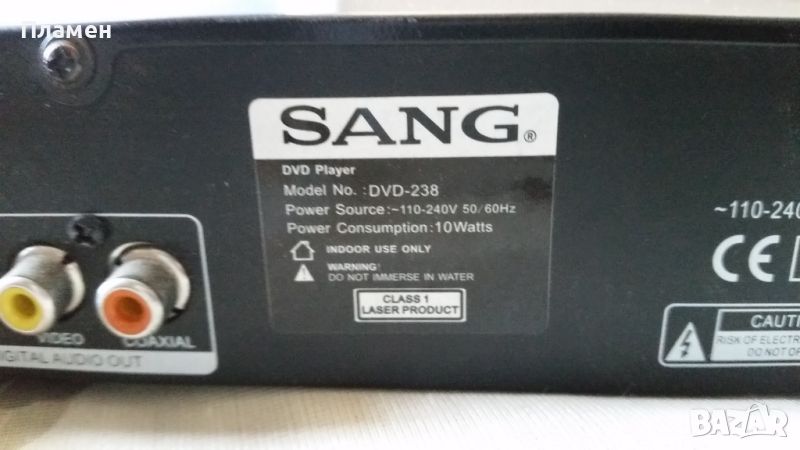 Пламен
SANG®
DVD Player
Model No. :DVD-238
Power Source:~110-240V 50/60Hz
Power Consumption:10Watts
INDOOR USE ONLY
WARNING!
DO NOT IMMERSE IN WATER
CLASS 1
LASER PRODUCT
VIDEO COAXIAL
DIGITAL AUDIO OUT
~110-240
CE
CAUTI
RISK OF ELECTR
DO NOT OP
BAZAR